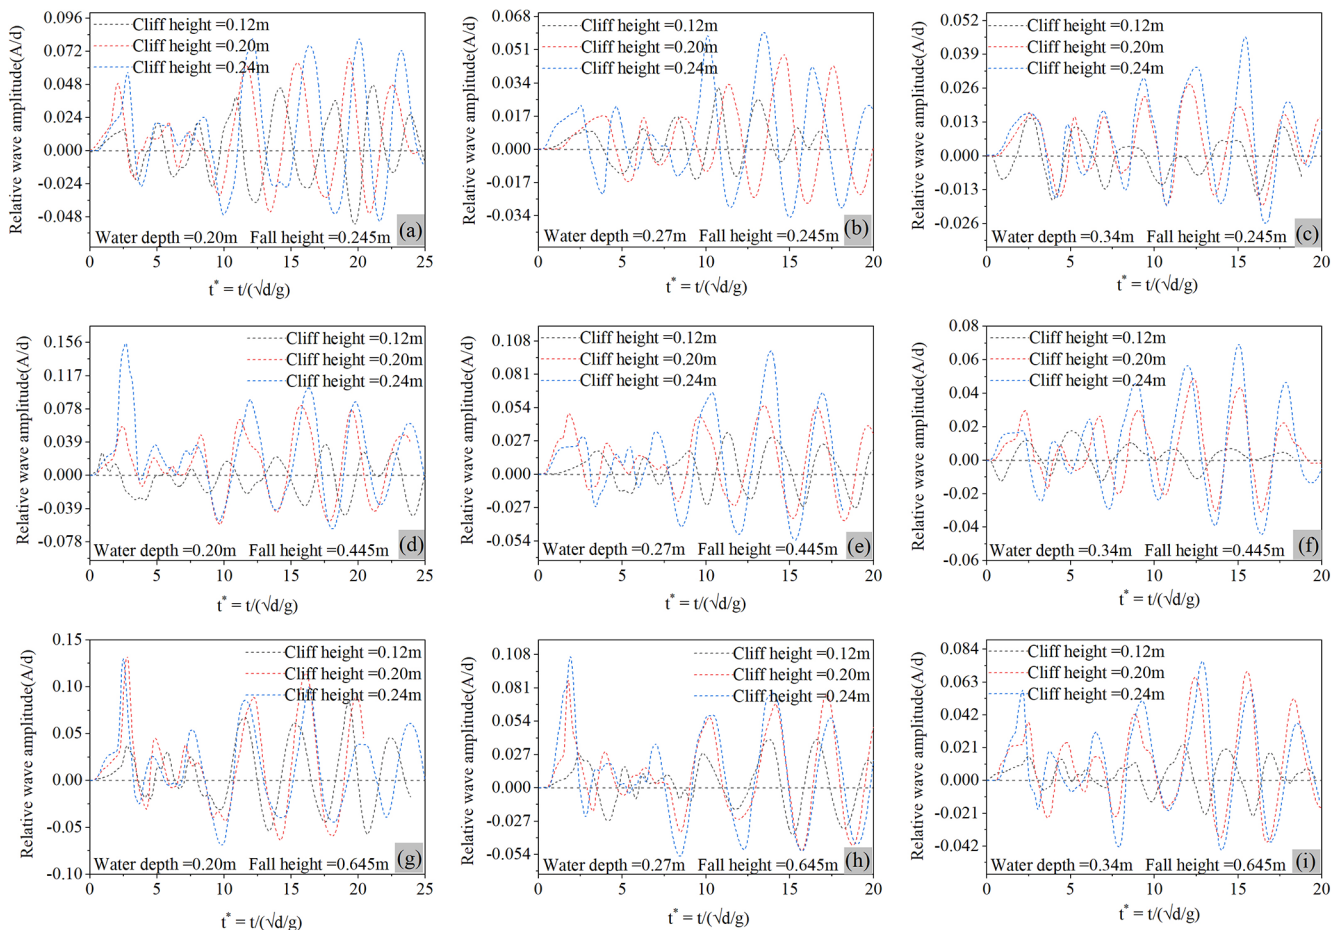 Relative wave amplitude(A/d)
0.096
0.072
0.048
0.024
0.000
-0.024
-0.048
Cliff height =0.12m
Cliff height =0.20m
Cliff height =0.24m
Water depth =0.20m Fall height =0.245m
(a)
0 5 10 15 20 25
t* = t/(√d/g)
Relative wave amplitude(A/d)
0.068
0.051
0.034
0.017
0.000
-0.017
-0.034
Cliff height =0.12m
Cliff height =0.20m
Cliff height =0.24m
Water depth =0.27m Fall height =0.245m
(b)
0 5 10 15 20
t* = t/(√d/g)
Relative wave amplitude(A/d)
0.052
0.039
0.026
0.013
0.000
-0.013
-0.026
Cliff height =0.12m
Cliff height =0.20m
Cliff height =0.24m
Water depth =0.34m Fall height =0.245m
(c)
0 5 10 15 20
t* = t/(√d/g)
Relative wave amplitude(A/d)
0.156
0.117
0.078
0.039
0.000
-0.039
-0.078
Cliff height =0.12m
Cliff height =0.20m
Cliff height =0.24m
Water depth =0.20m Fall height =0.445m
(d)
0 5 10 15 20 25
t* = t/(√d/g)
Relative wave amplitude(A/d)
0.108
0.081
0.054
0.027
0.000
-0.027
-0.054
Cliff height =0.12m
Cliff height =0.20m
Cliff height =0.24m
Water depth =0.27m Fall height =0.445m
(e)
0 5 10 15 20
t* = t/(√d/g)
Relative wave amplitude(A/d)
0.08
0.06
0.04
0.02
0.00
-0.02
-0.04
-0.06
Cliff height =0.12m
Cliff height =0.20m
Cliff height =0.24m
Water depth =0.34m Fall height =0.445m
(f)
0 5 10 15 20
t* = t/(√d/g)
Relative wave amplitude(A/d)
0.15
0.10
0.05
0.00
-0.05
-0.10
Cliff height =0.12m
Cliff height =0.20m
Cliff height =0.24m
Water depth =0.20m Fall height =0.645m
(g)
0 5 10 15 20 25
t* = t/(√d/g)
Relative wave amplitude(A/d)
0.108
0.081
0.054
0.027
0.000
-0.027
-0.054
Cliff height =0.12m
Cliff height =0.20m
Cliff height =0.24m
Water depth =0.27m Fall height =0.645m
(h)
0 5 10 15 20
t* = t/(√d/g)
Relative wave amplitude(A/d)
0.084
0.063
0.042
0.021
0.000
-0.021
-0.042
Cliff height =0.12m
Cliff height =0.20m
Cliff height =0.24m
Water depth =0.34m Fall height =0.645m
(i)
0 5 10 15 20
t* = t/(√d/g)